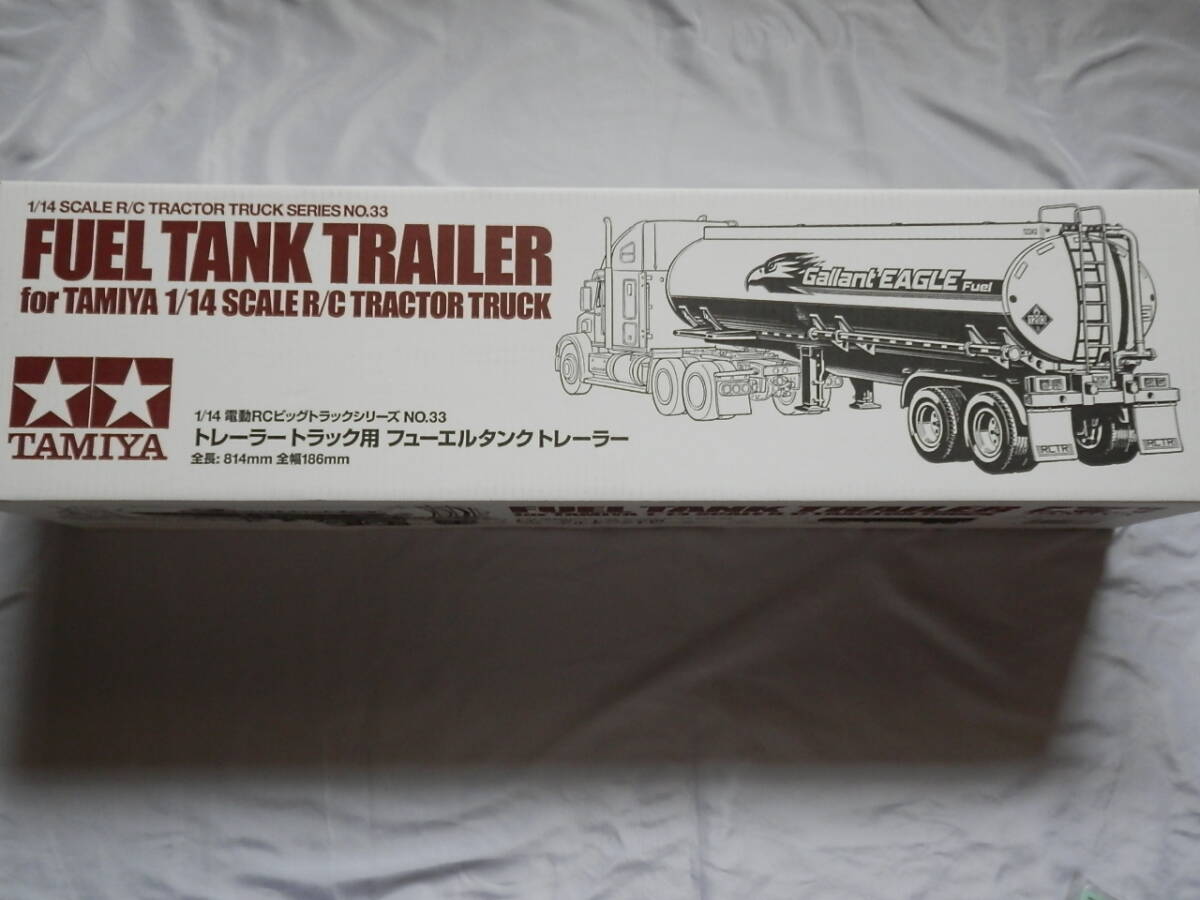 1/14 SCALE R/C TRACTOR TRUCK SERIES NO.33
FUEL TANK TRAILER
for TAMIYA 1/14 SCALE R/C TRACTOR TRUCK
TAMIYA
1/14 電動RCビッグトラックシリーズ NO.33
トレーラートラック用 フューエルタンクトレーラー
全長: 814mm 全幅186mm
Gallant EAGLE Fuel
1203
RCTR
RCTR
FUEL TANK TRAILER